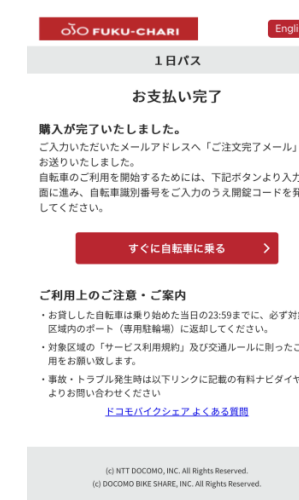 FUKU-CHARI
Engli
1日パス
お支払い完了
購入が完了いたしました。
ご入力いただいたメールアドレスへ「ご注文完了メール」
お送りいたしました。
自転車のご利用を開始するためには、下記ボタンより入力
面に進み、自転車識別番号をご入力のうえ開錠コードを発
してください。
すぐに自転車に乗る
ご利用上のご注意・ご案内
・お貸しした自転車は乗り始めた当日の23:59までに、必ず対
区域内のポート（専用駐輪場）に返却してください。
・対象区域の「サービス利用規約」及び交通ルールに則ったご
用をお願い致します。
・事故・トラブル発生時は以下リンクに記載の有料ナビダイヤ
よりお問い合わせください
ドコモバイクシェア よくある質問
(c) NTT DOCOMO, INC. All Rights Reserved.
(c) DOCOMO BIKE SHARE, INC. All Rights Reserved.